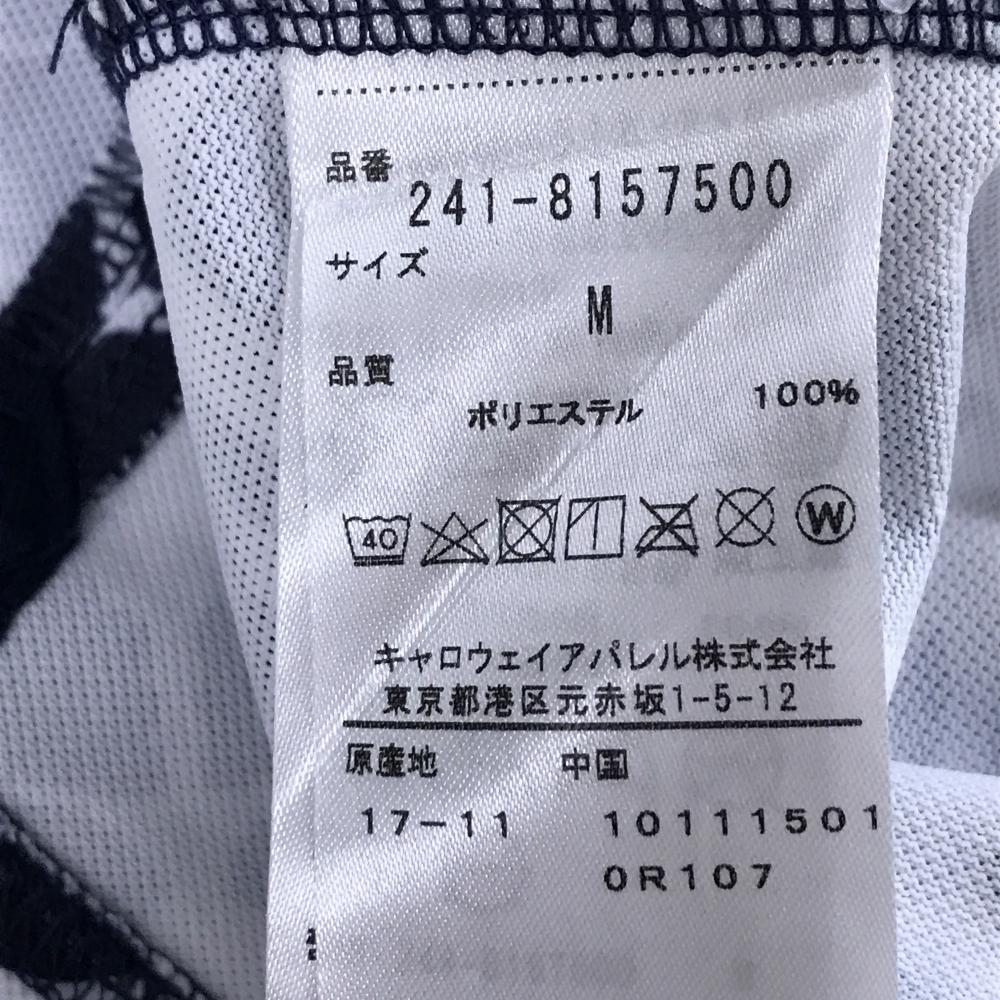 品番
241-8157500
サイズ
M
品質
ポリエステル 100%
40 W
キャロウェイアパレル株式会社
東京都港区元赤坂1-5-12
原産地 中国
17-11 10111501
0R107